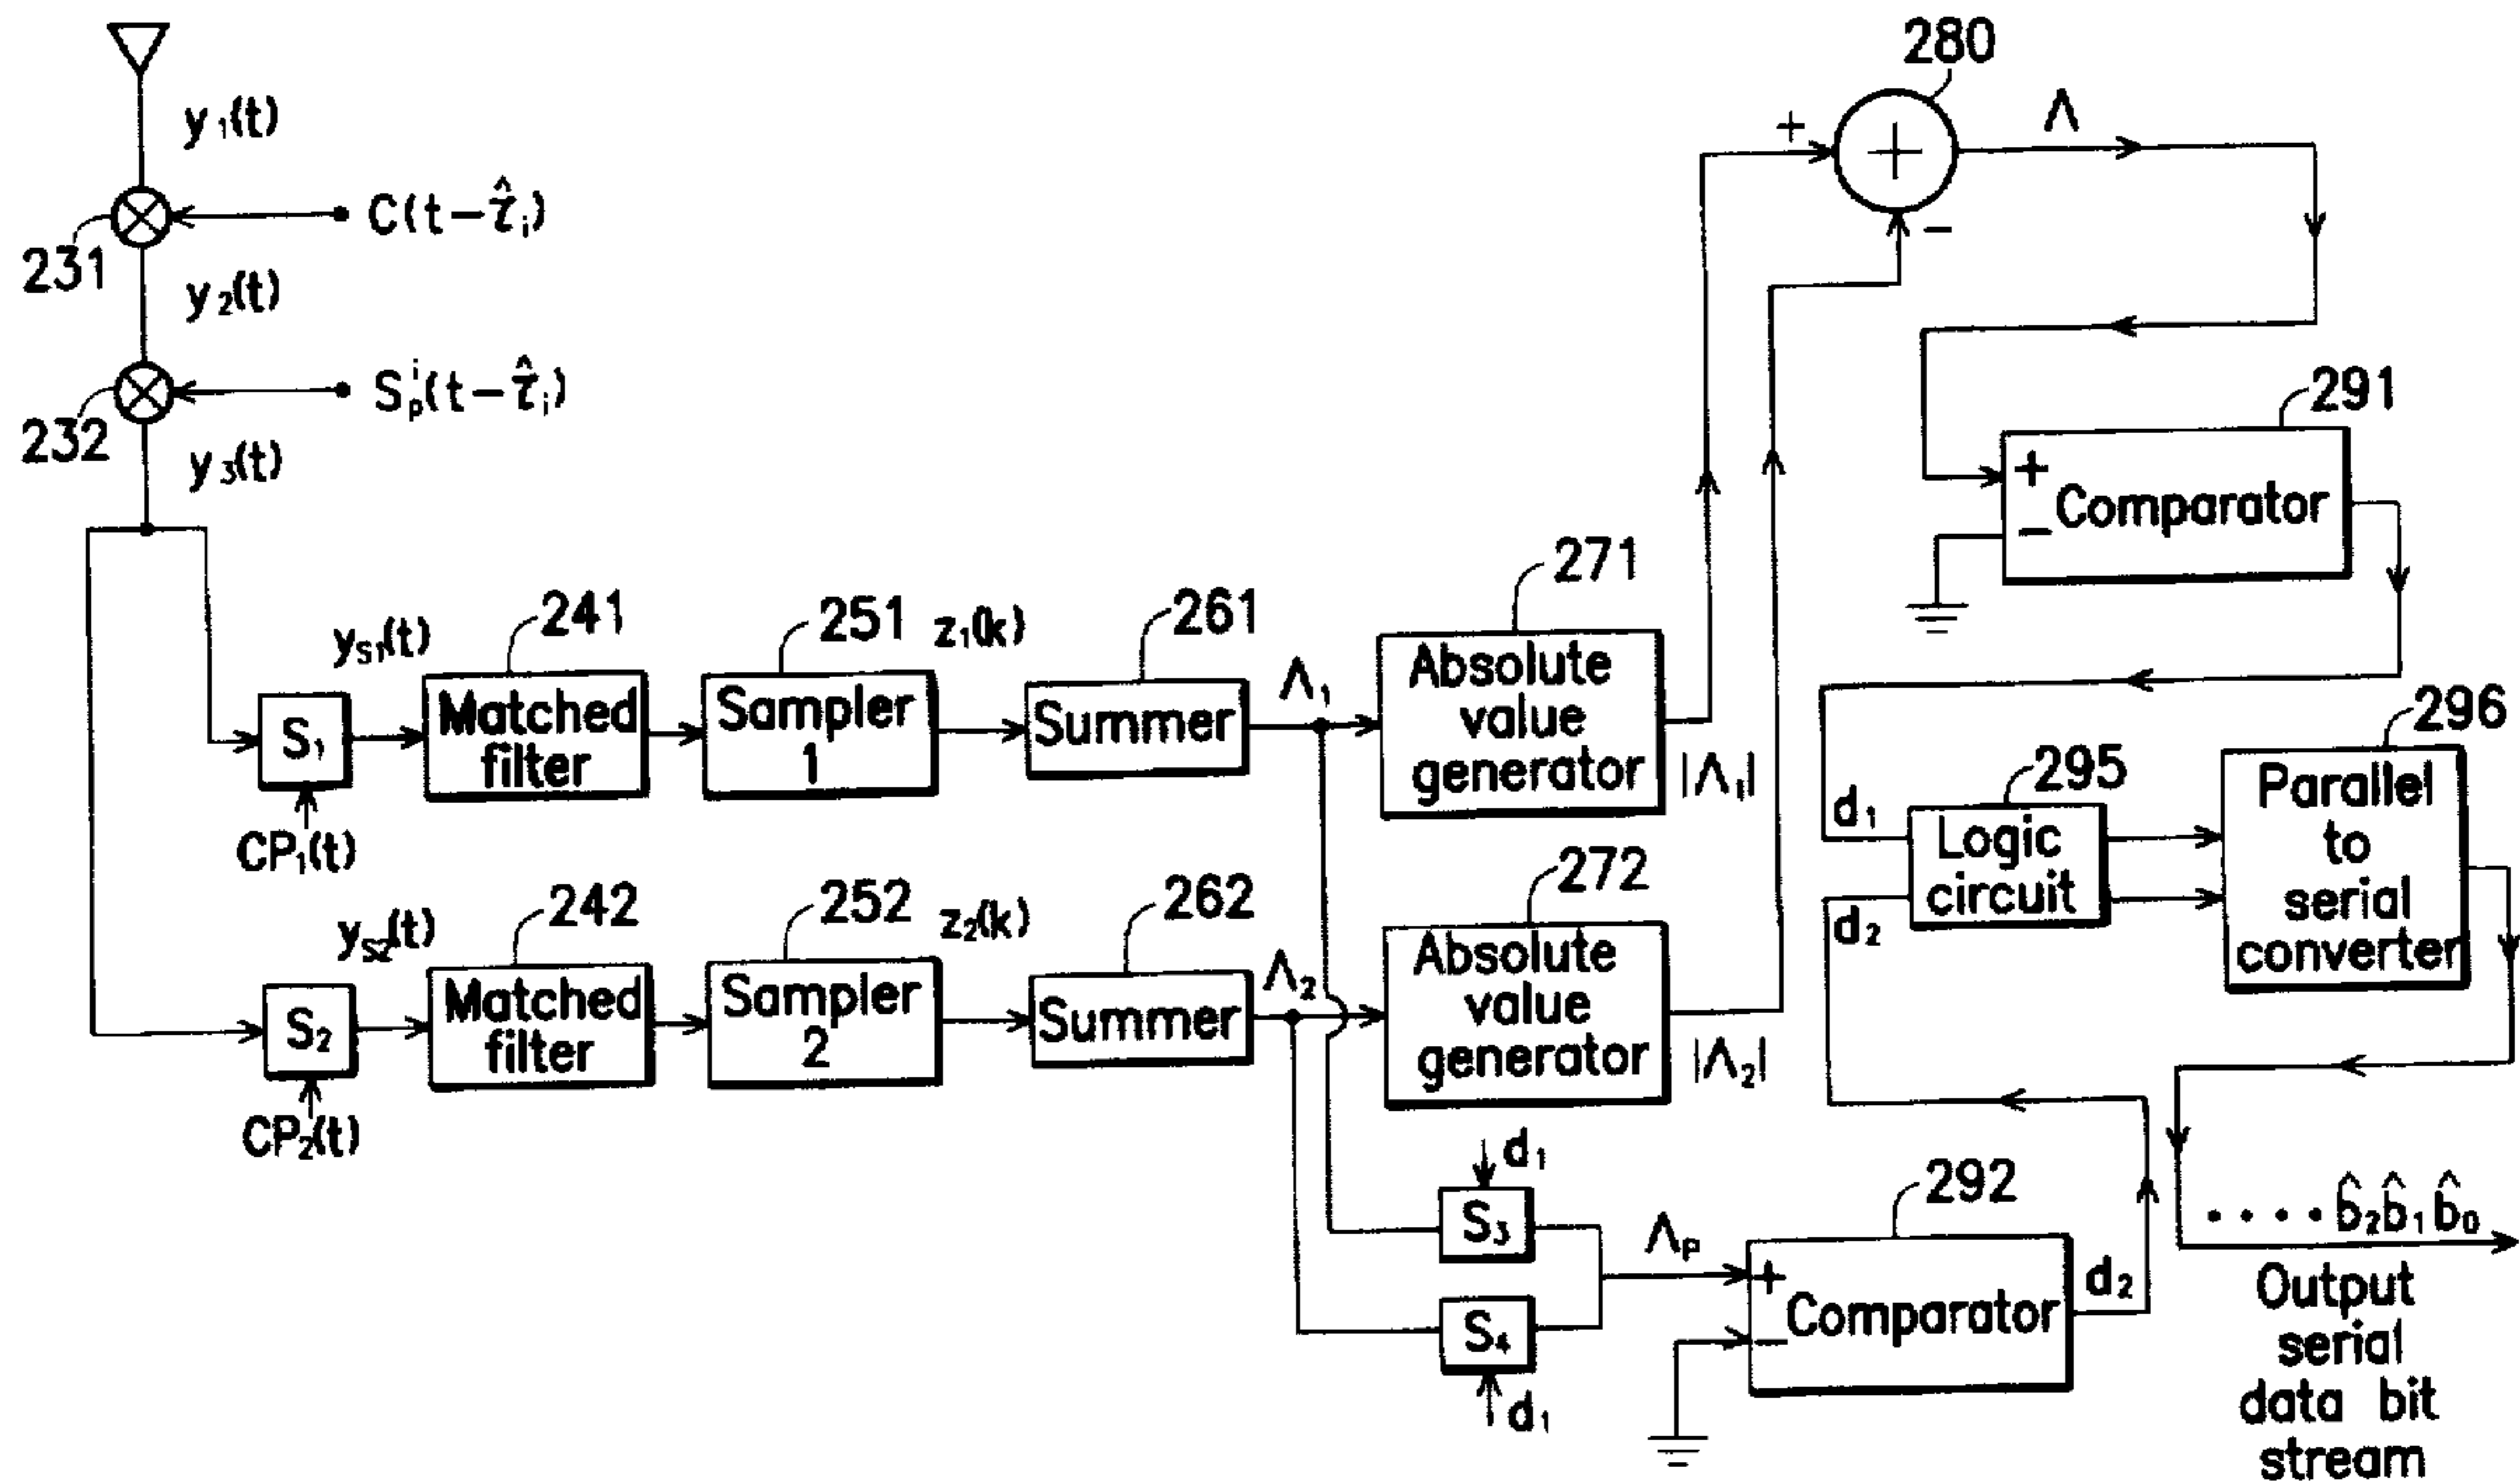 280
y₁(t)
+
Λ
C(t−τ̂ᵢ)
−
231
y₂(t)
291
Sₚⁱ(t−τ̂ᵢ)
232
y₃(t)
+
Comparator
−
271
241
251
z₁(k)
261
y_S1(t)
Λ₁
Absolute
value
generator
Matched
filter
Sampler
1
Summer
S₁
|Λ₁|
CP₁(t)
296
295
Parallel
to
serial
converter
d₁
Logic
circuit
d₂
272
242
252
z₂(k)
262
y_S2(t)
Λ₂
Absolute
value
generator
Matched
filter
Sampler
2
Summer
S₂
|Λ₂|
CP₂(t)
d₁
292
S₃
Λₚ
+
Comparator
−
d₂
S₄
d₁
.... b̂₂b̂₁b̂₀
Output
serial
data bit
stream